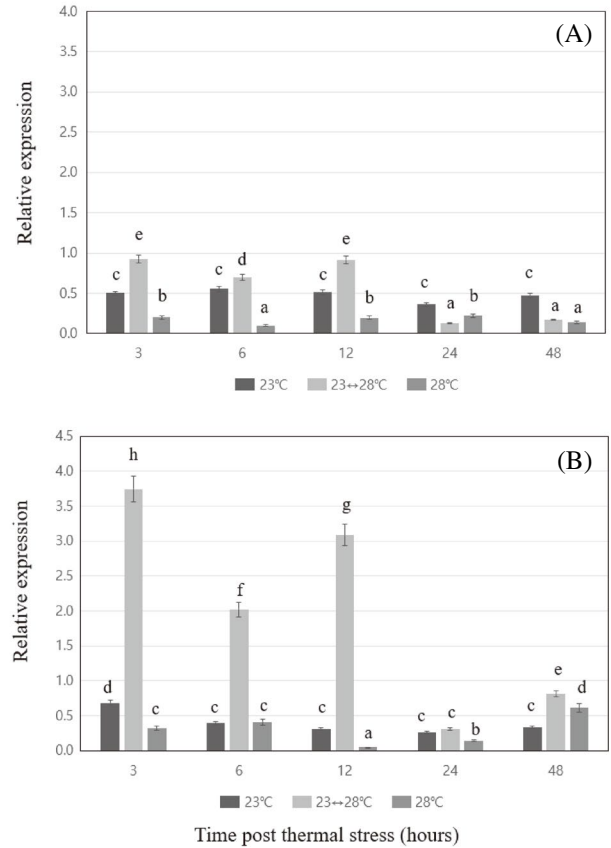 (A)
Relative expression
4.0
3.5
3.0
2.5
2.0
1.5
1.0
0.5
0.0
c e b
c d a
c e b
c a b
c a a
3 6 12 24 48
23℃ 23↔28℃ 28℃
(B)
Relative expression
4.5
4.0
3.5
3.0
2.5
2.0
1.5
1.0
0.5
0.0
d h c
c f c
c g a
c c b
c e d
3 6 12 24 48
23℃ 23↔28℃ 28℃
Time post thermal stress (hours)